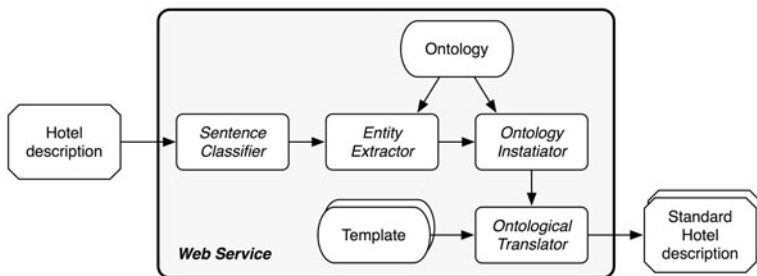 Ontology
Hotel
description
Sentence
Classifier
Entity
Extractor
Ontology
Instatiator
Web Service
Template
Ontological
Translator
Standard
Hotel
description